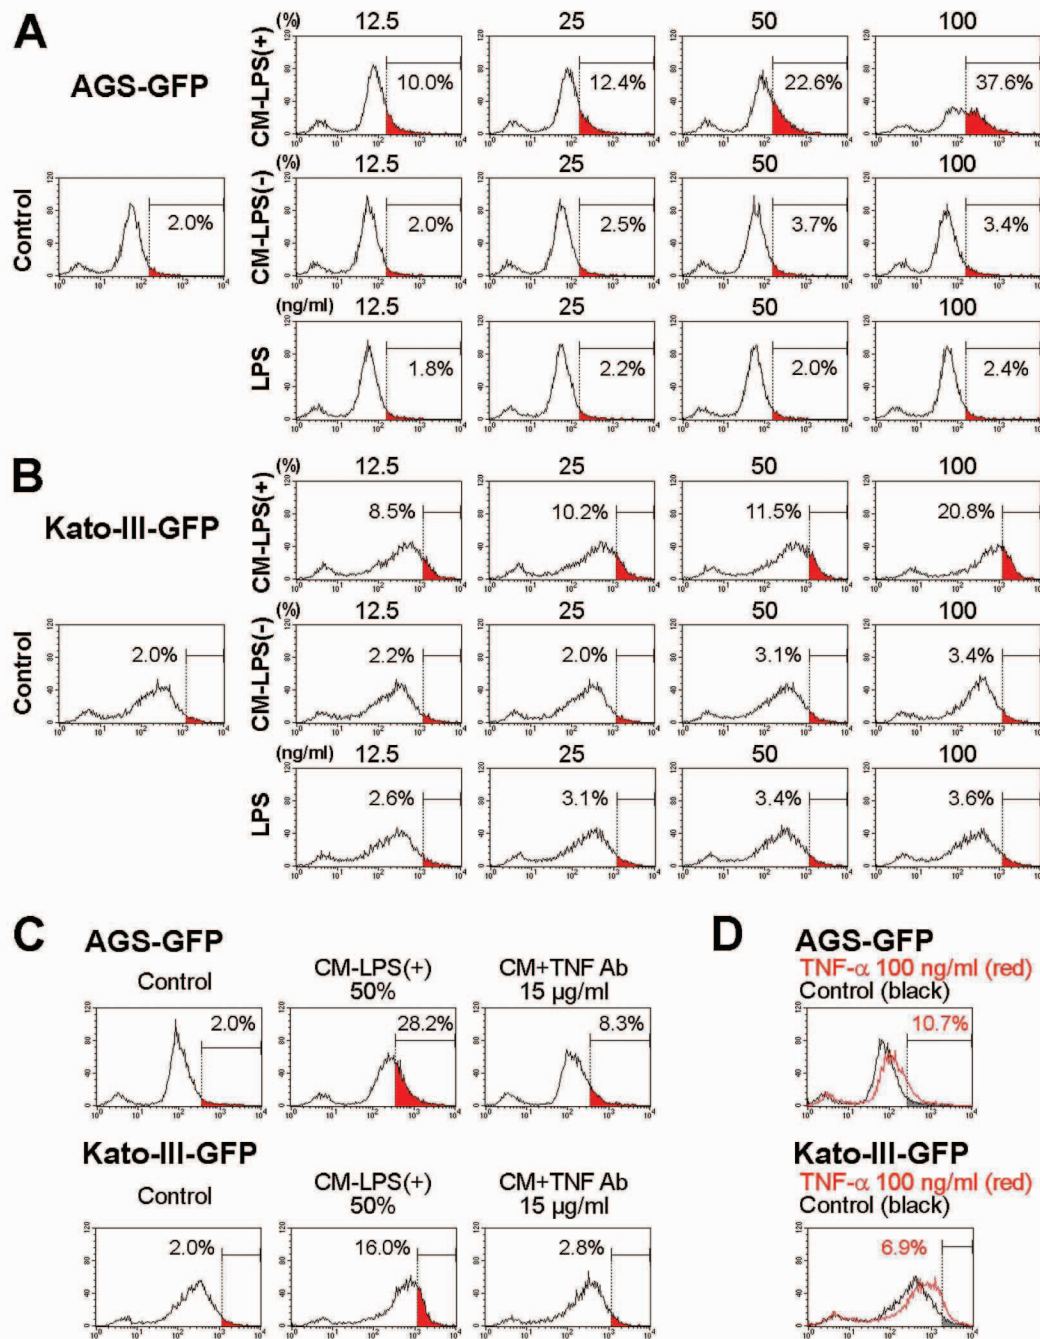 A
AGS-GFP
(%) 12.5 25 50 100
CM-LPS(+)
10.0% 12.4% 22.6% 37.6%
Control
2.0%
(%) 12.5 25 50 100
CM-LPS(-)
2.0% 2.5% 3.7% 3.4%
(ng/ml) 12.5 25 50 100
LPS
1.8% 2.2% 2.0% 2.4%
B
Kato-III-GFP
(%) 12.5 25 50 100
CM-LPS(+)
8.5% 10.2% 11.5% 20.8%
Control
2.0%
(%) 12.5 25 50 100
CM-LPS(-)
2.2% 2.0% 3.1% 3.4%
(ng/ml) 12.5 25 50 100
LPS
2.6% 3.1% 3.4% 3.6%
C
AGS-GFP
Control
CM-LPS(+)
50%
CM+TNF Ab
15 µg/ml
2.0% 28.2% 8.3%
Kato-III-GFP
Control
CM-LPS(+)
50%
CM+TNF Ab
15 µg/ml
2.0% 16.0% 2.8%
D
AGS-GFP
TNF-α 100 ng/ml (red)
Control (black)
10.7%
Kato-III-GFP
TNF-α 100 ng/ml (red)
Control (black)
6.9%